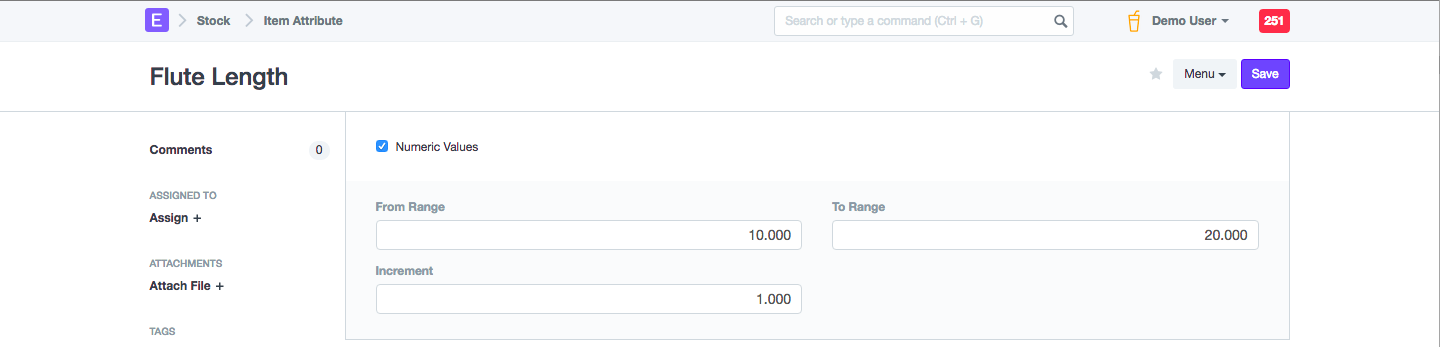 E Stock Item Attribute Search or type a command (Ctrl + G) Demo User 251
Flute Length Menu Save
Comments 0
Numeric Values
ASSIGNED TO
Assign +
From Range To Range
10.000 20.000
ATTACHMENTS
Attach File +
Increment
1.000
TAGS